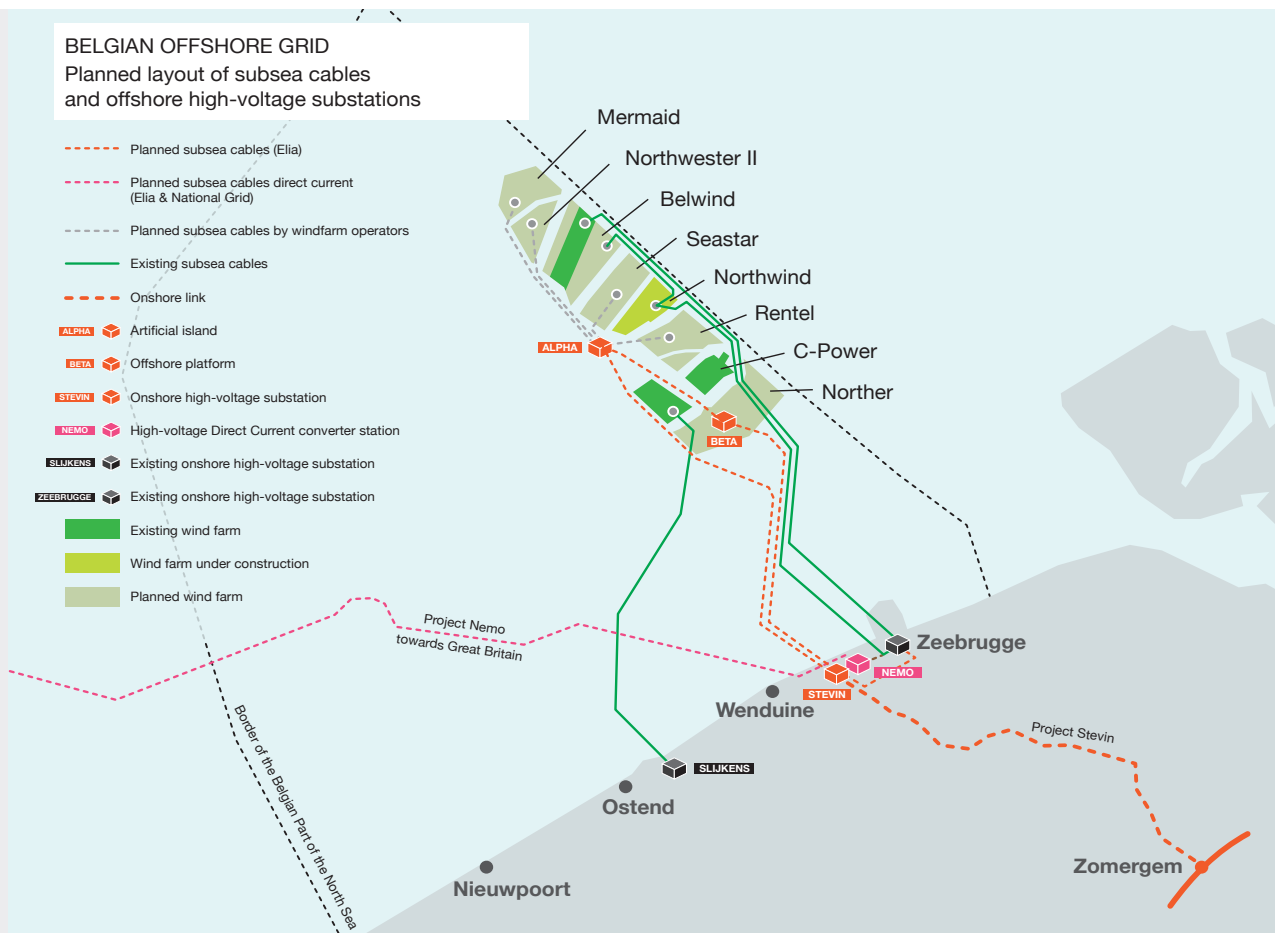 BELGIAN OFFSHORE GRID
Planned layout of subsea cables
and offshore high-voltage substations
Planned subsea cables (Elia)
Planned subsea cables direct current
(Elia & National Grid)
Planned subsea cables by windfarm operators
Existing subsea cables
Onshore link
ALPHA Artificial island
BETA Offshore platform
STEVIN Onshore high-voltage substation
NEMO High-voltage Direct Current converter station
SLIJKENS Existing onshore high-voltage substation
ZEEBRUGGE Existing onshore high-voltage substation
Existing wind farm
Wind farm under construction
Planned wind farm
Mermaid
Northwester II
Belwind
Seastar
Northwind
Rentel
C-Power
Norther
ALPHA
BETA
Project Nemo
towards Great Britain
Zeebrugge
NEMO
STEVIN
Wenduine
Project Stevin
Border of the Belgian Part of the North Sea
SLIJKENS
Ostend
Nieuwpoort
Zomergem